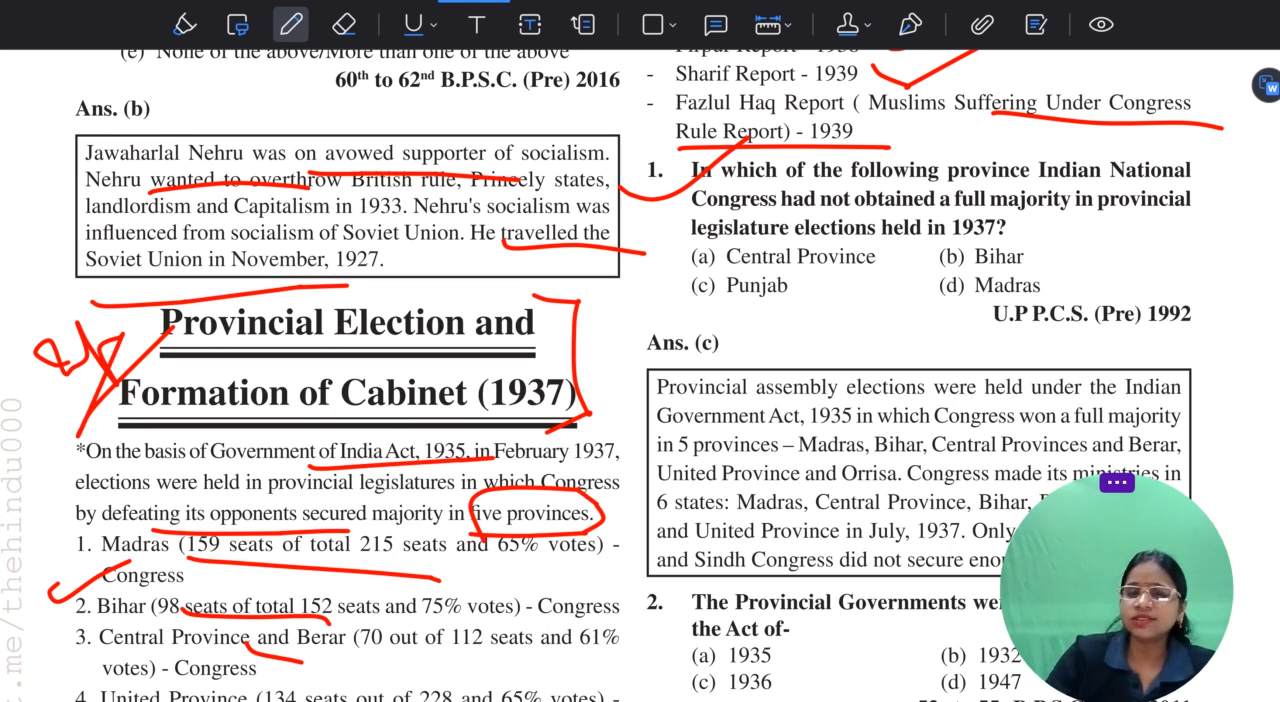 (e) None of the above/More than one of the above
60th to 62nd B.P.S.C. (Pre) 2016
Ans. (b)
Jawaharlal Nehru was on avowed supporter of socialism.
Nehru wanted to overthrow British rule, Princely states,
landlordism and Capitalism in 1933. Nehru's socialism was
influenced from socialism of Soviet Union. He travelled the
Soviet Union in November, 1927.
Provincial Election and
Formation of Cabinet (1937)
*On the basis of Government of India Act, 1935, in February 1937,
elections were held in provincial legislatures in which Congress
by defeating its opponents secured majority in five provinces.
1. Madras (159 seats of total 215 seats and 65% votes) -
Congress
2. Bihar (98 seats of total 152 seats and 75% votes) - Congress
3. Central Province and Berar (70 out of 112 seats and 61%
votes) - Congress
4. United Province (134 seats out of 228 and 65% votes) -
t.me/thehindu000
Pirpur Report - 1938
- Sharif Report - 1939
- Fazlul Haq Report ( Muslims Suffering Under Congress
Rule Report) - 1939
1. In which of the following province Indian National
Congress had not obtained a full majority in provincial
legislature elections held in 1937?
(a) Central Province (b) Bihar
(c) Punjab (d) Madras
U.P P.C.S. (Pre) 1992
Ans. (c)
Provincial assembly elections were held under the Indian
Government Act, 1935 in which Congress won a full majority
in 5 provinces – Madras, Bihar, Central Provinces and Berar,
United Province and Orrisa. Congress made its ministries in
6 states: Madras, Central Province, Bihar,
and United Province in July, 1937. Only
and Sindh Congress did not secure
2. The Provincial Governments
the Act of-
(a) 1935 (b) 1932
(c) 1936 (d) 1947